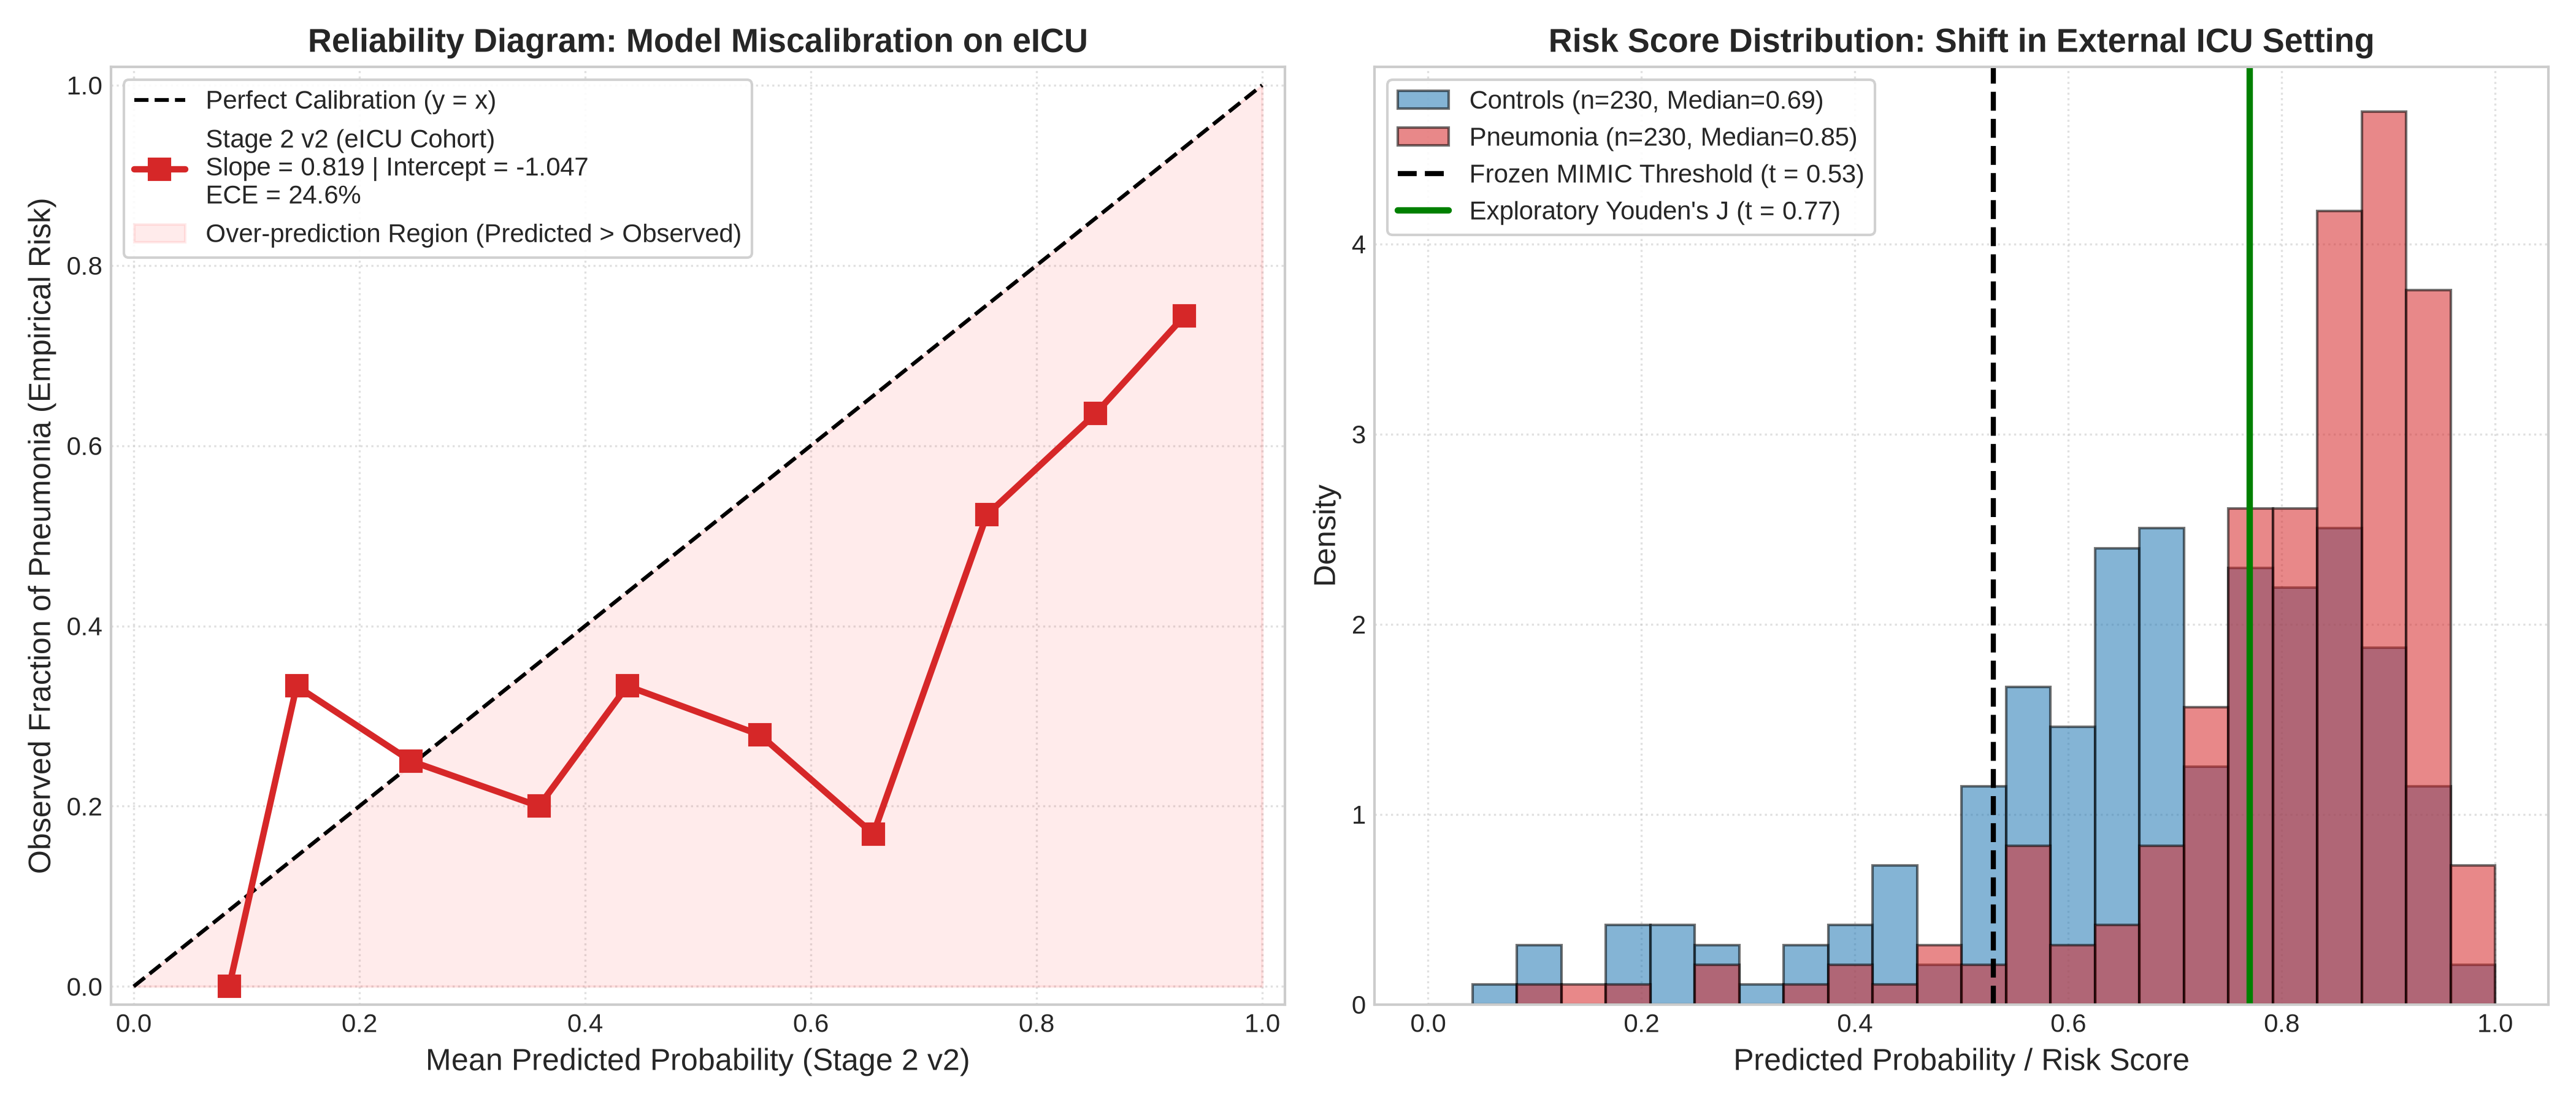 Reliability Diagram: Model Miscalibration on eICU
Perfect Calibration (y = x)
Stage 2 v2 (eICU Cohort)
Slope = 0.819 | Intercept = -1.047
ECE = 24.6%
Over-prediction Region (Predicted > Observed)
Observed Fraction of Pneumonia (Empirical Risk)
1.0
0.8
0.6
0.4
0.2
0.0
0.0 0.2 0.4 0.6 0.8 1.0
Mean Predicted Probability (Stage 2 v2)
Risk Score Distribution: Shift in External ICU Setting
Controls (n=230, Median=0.69)
Pneumonia (n=230, Median=0.85)
Frozen MIMIC Threshold (t = 0.53)
Exploratory Youden's J (t = 0.77)
Density
4
3
2
1
0
0.0 0.2 0.4 0.6 0.8 1.0
Predicted Probability / Risk Score